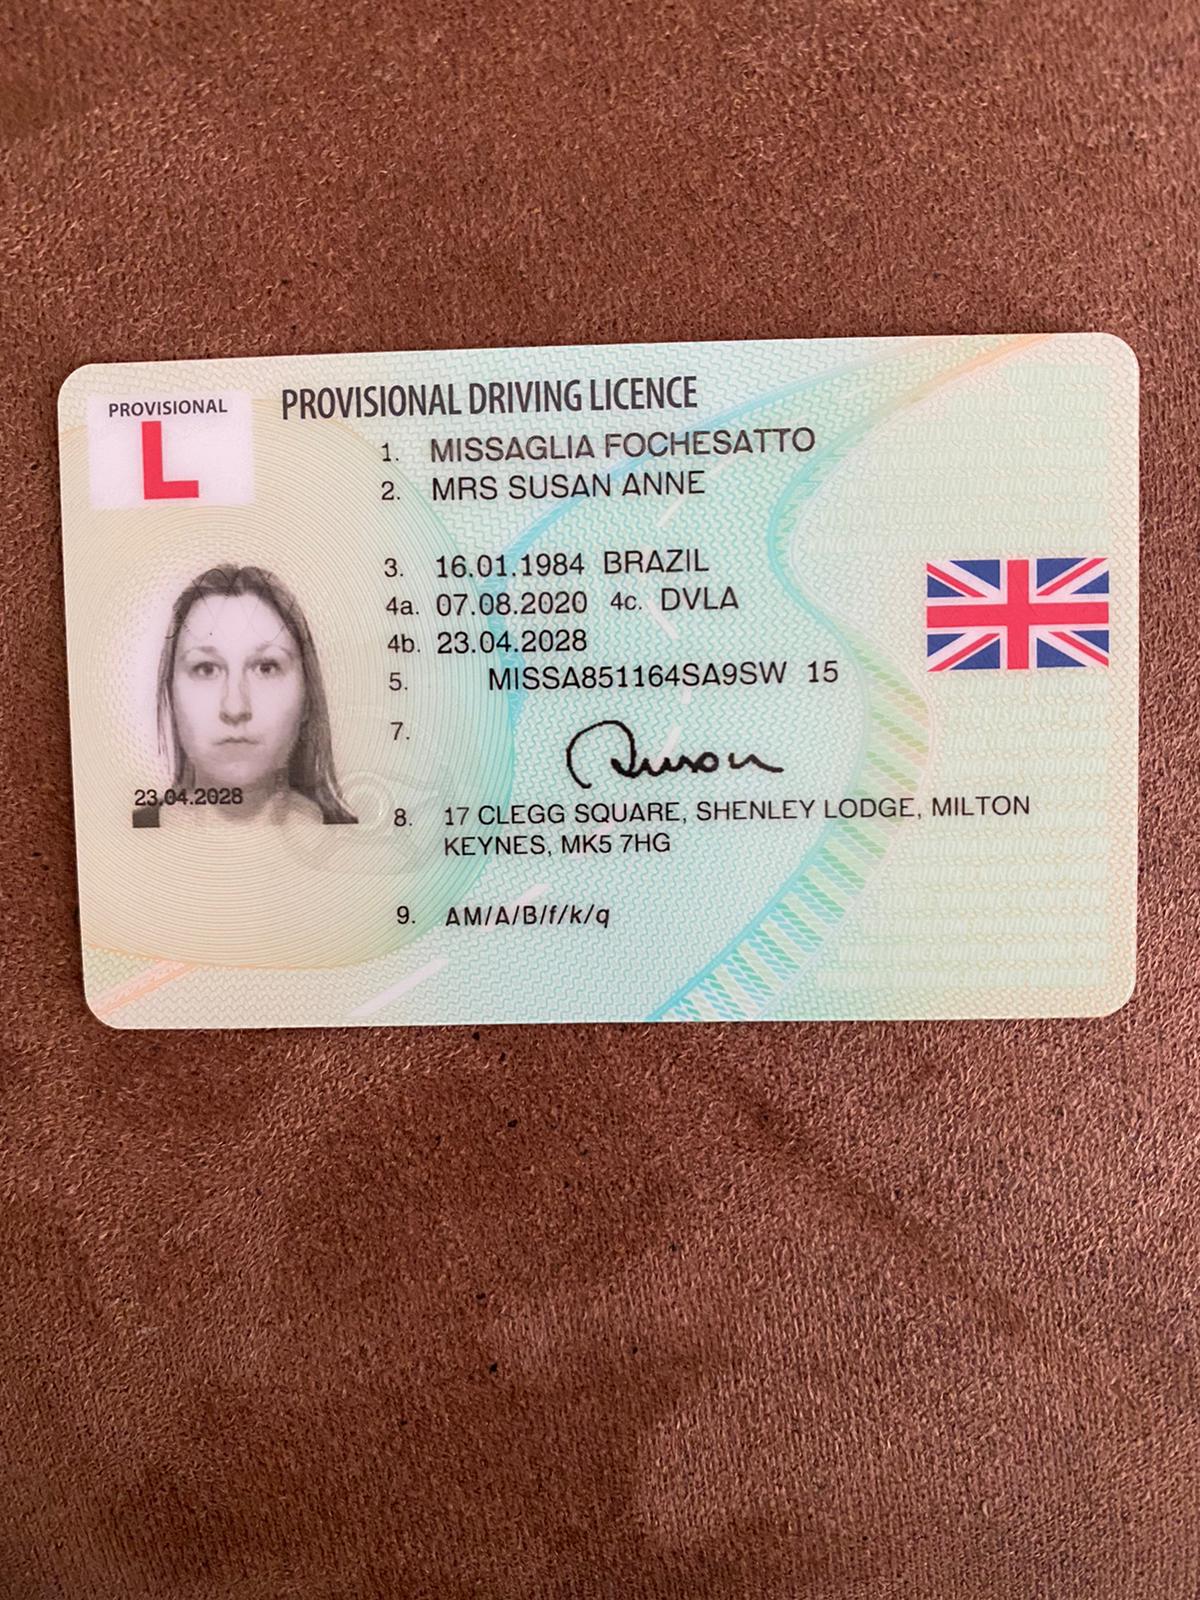 PROVISIONAL
L
PROVISIONAL DRIVING LICENCE
1. MISSAGLIA FOCHESATTO
2. MRS SUSAN ANNE
3. 16.01.1984 BRAZIL
4a. 07.08.2020 4c. DVLA
4b. 23.04.2028
5. MISSA851164SA9SW 15
7. Susan
23.04.2028
8. 17 CLEGG SQUARE, SHENLEY LODGE, MILTON
KEYNES, MK5 7HG
9. AM/A/B/f/k/q